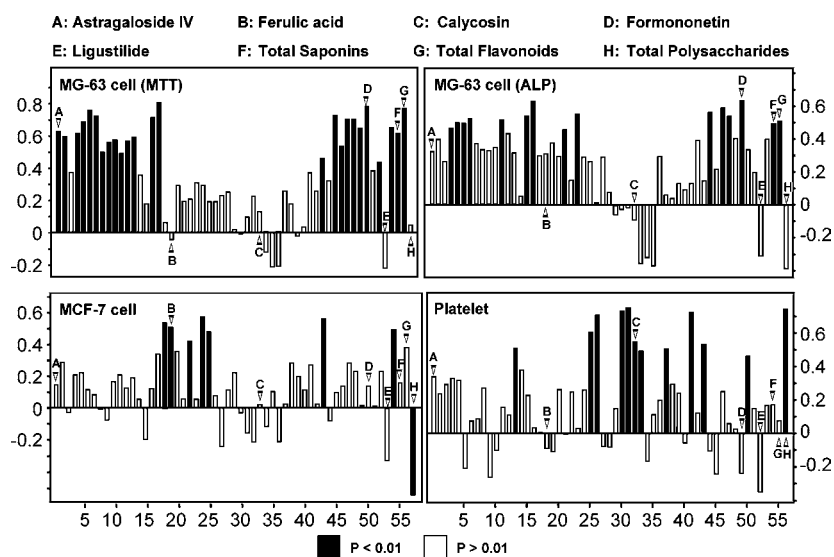 A: Astragaloside IV B: Ferulic acid C: Calycosin D: Formononetin
E: Ligustilide F: Total Saponins G: Total Flavonoids H: Total Polysaccharides
MG-63 cell (MTT)
0.8
0.6
0.4
0.2
0
-0.2
A
B
C
D
E
F
G
H
MG-63 cell (ALP)
0.6
0.4
0.2
0
-0.2
-0.4
A
B
C
D
E
F
G
H
MCF-7 cell
0.6
0.4
0.2
0
-0.2
A
B
C
D
E
F
G
H
Platelet
0.6
0.4
0.2
0
-0.2
A
B
C
D
E
F
G
H
5 10 15 20 25 30 35 40 45 50 55
5 10 15 20 25 30 35 40 45 50 55
P < 0.01 P > 0.01